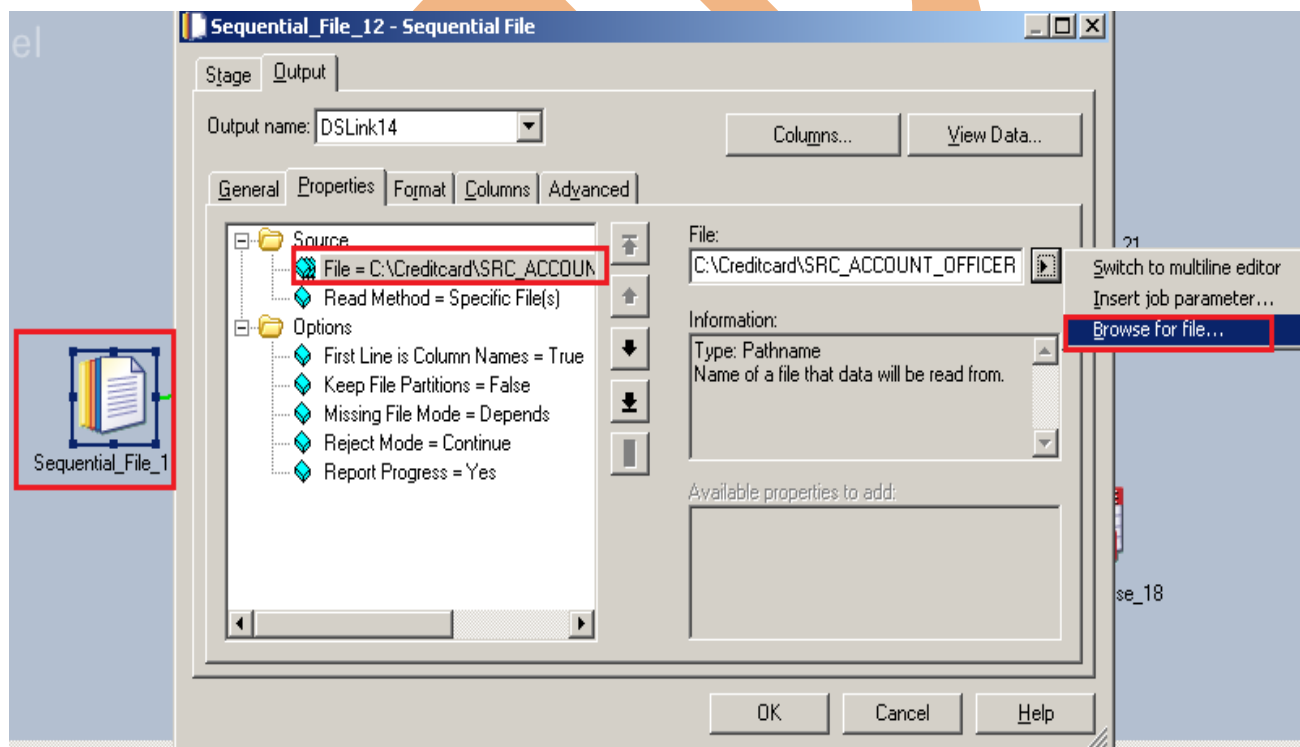 el
Sequential_File_12 - Sequential File
Stage Output
Output name: DSLink14
Columns... View Data...
General Properties Format Columns Advanced
Source
File = C:\Creditcard\SRC_ACCOUN
Read Method = Specific File(s)
Options
First Line is Column Names = True
Keep File Partitions = False
Missing File Mode = Depends
Reject Mode = Continue
Report Progress = Yes
File:
C:\Creditcard\SRC_ACCOUNT_OFFICER
Information:
Type: Pathname
Name of a file that data will be read from.
Available properties to add:
21
Switch to multiline editor
Insert job parameter...
Browse for file...
Sequential_File_1
se_18
OK Cancel Help